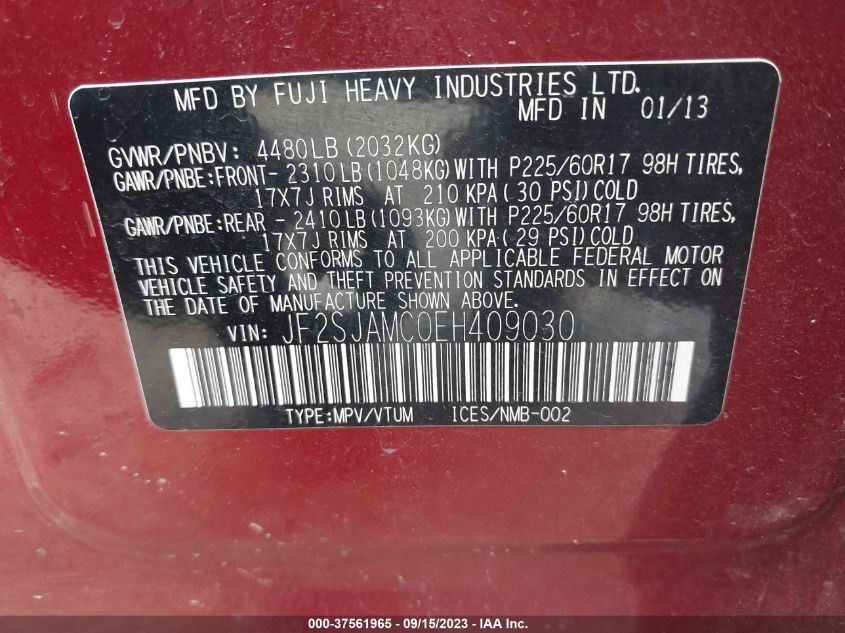 MFD BY FUJI HEAVY INDUSTRIES LTD.
MFD IN 01/13
GVWR/PNBV: 4480LB(2032KG)
GAWR/PNBE:FRONT- 2310LB(1048KG)WITH P225/60R17 98H TIRES,
17X7J RIMS AT 210 KPA( 30 PSI)COLD
GAWR/PNBE:REAR - 2410LB(1093KG)WITH P225/60R17 98H TIRES,
17X7J RIMS AT 200 KPA( 29 PSI)COLD
THIS VEHICLE CONFORMS TO ALL APPLICABLE FEDERAL MOTOR
VEHICLE SAFETY AND THEFT PREVENTION STANDARDS IN EFFECT ON
THE DATE OF MANUFACTURE SHOWN ABOVE.
VIN: JF2SJAMC0EH409030
TYPE:MPV/VTUM ICES/NMB-002
000-37561965 - 09/15/2023 - IAA Inc.